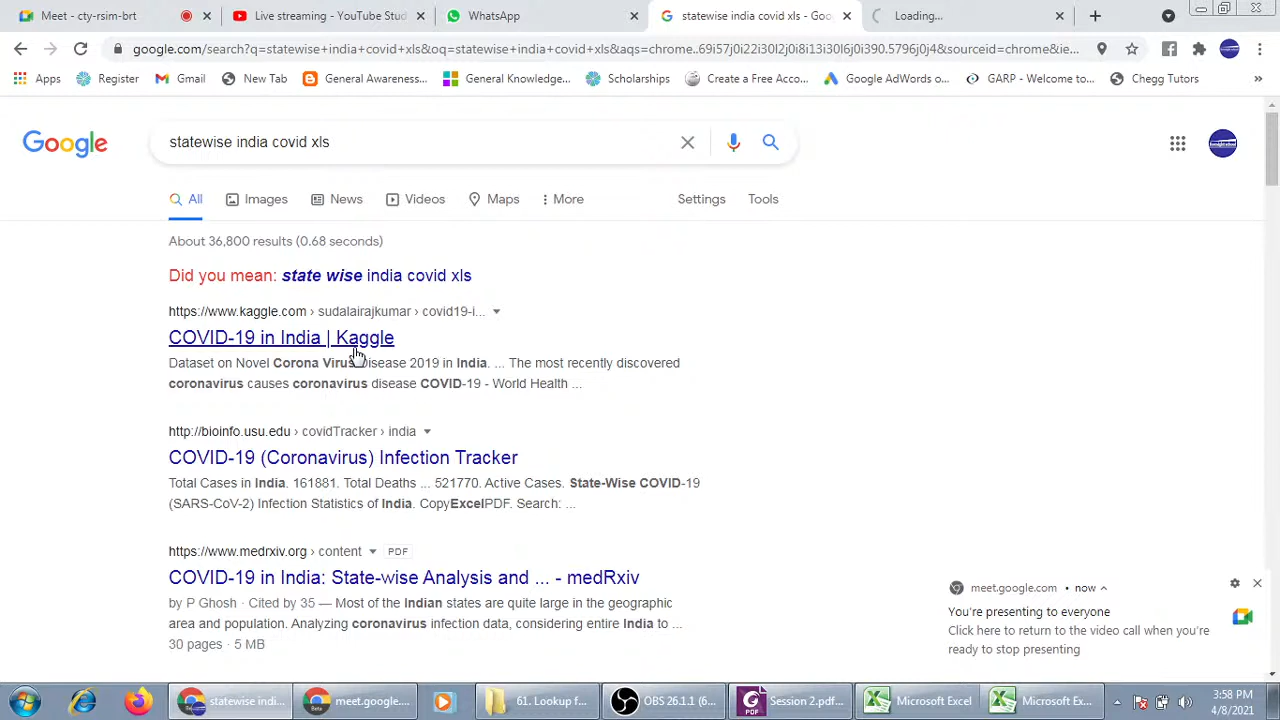 Meet - cty-rsim-brt
Live streaming - YouTube Stud
WhatsApp
statewise india covid xls - Goo
Loading...
google.com/search?q=statewise+india+covid+xls&oq=statewise+india+covid+xls&aqs=chrome..69i57j0i22i30l2j0i8i13i30l6j0i390.5796j0j4&sourceid=chrome&ie...
Apps
Register
Gmail
New Tab
General Awareness...
General Knowledge...
Scholarships
Create a Free Acco...
Google AdWords o...
GARP - Welcome to...
Chegg Tutors
»
Google
statewise india covid xls
All
Images
News
Videos
Maps
More
Settings
Tools
About 36,800 results (0.68 seconds)
Did you mean: state wise india covid xls
https://www.kaggle.com › sudalairajkumar › covid19-i...
COVID-19 in India | Kaggle
Dataset on Novel Corona Virus Disease 2019 in India. ... The most recently discovered
coronavirus causes coronavirus disease COVID-19 - World Health ...
http://bioinfo.usu.edu › covidTracker › india
COVID-19 (Coronavirus) Infection Tracker
Total Cases in India. 161881. Total Deaths ... 521770. Active Cases. State-Wise COVID-19
(SARS-CoV-2) Infection Statistics of India. CopyExcelPDF. Search: ...
https://www.medrxiv.org › content PDF
COVID-19 in India: State-wise Analysis and ... - medRxiv
by P Ghosh · Cited by 35 — Most of the Indian states are quite large in the geographic
area and population. Analyzing coronavirus infection data, considering entire India to ...
30 pages · 5 MB
meet.google.com • now
You're presenting to everyone
Click here to return to the video call when you're
ready to stop presenting
statewise indi...
meet.google....
61. Lookup f...
OBS 26.1.1 (6...
PDF
Session 2.pdf...
Microsoft Excel
Microsoft Ex...
3:58 PM
4/8/2021